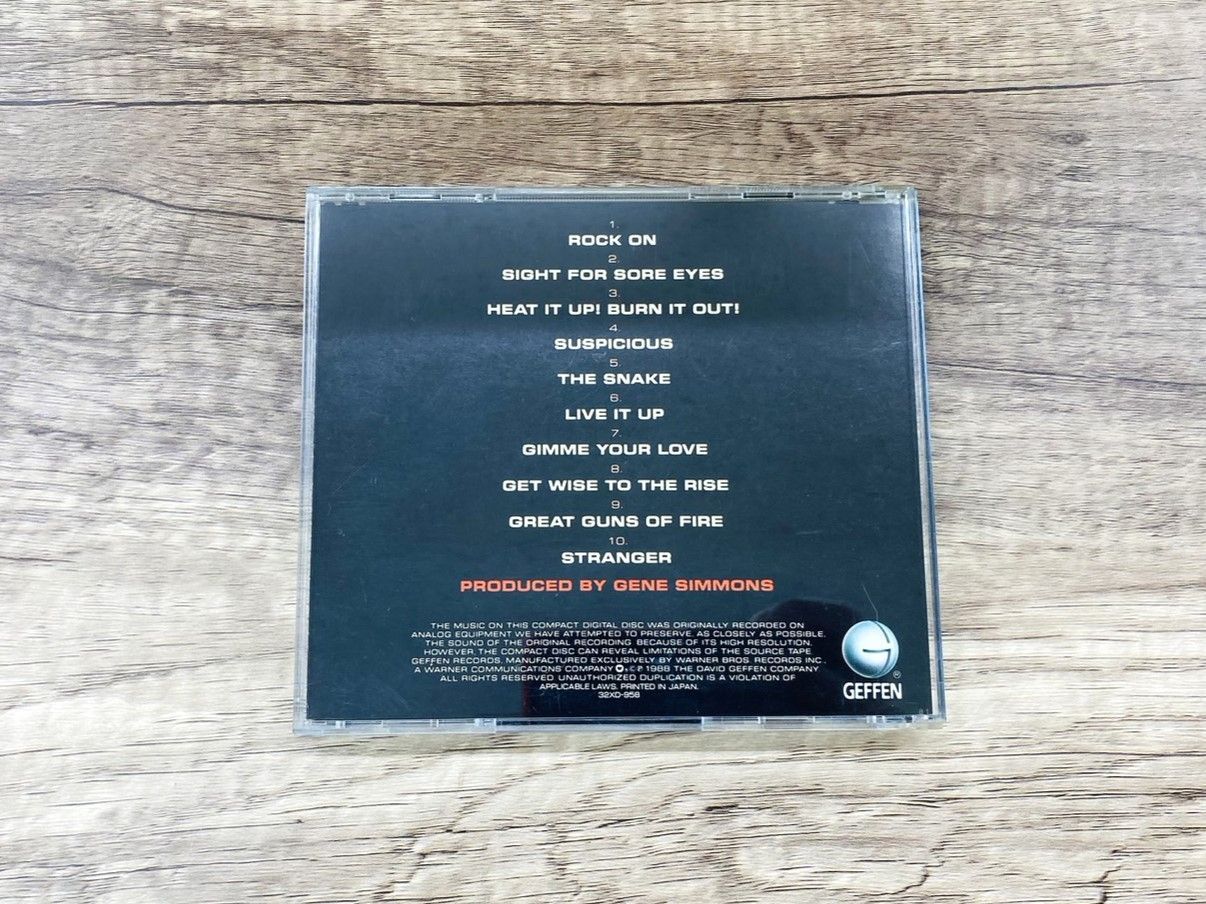 1.
ROCK ON
2.
SIGHT FOR SORE EYES
3.
HEAT IT UP! BURN IT OUT!
4.
SUSPICIOUS
5.
THE SNAKE
6.
LIVE IT UP
7.
GIMME YOUR LOVE
8.
GET WISE TO THE RISE
9.
GREAT GUNS OF FIRE
10.
STRANGER
PRODUCED BY GENE SIMMONS
THE MUSIC ON THIS COMPACT DIGITAL DISC WAS ORIGINALLY RECORDED ON
ANALOG EQUIPMENT. WE HAVE ATTEMPTED TO PRESERVE, AS CLOSELY AS POSSIBLE,
THE SOUND OF THE ORIGINAL RECORDING. BECAUSE OF ITS HIGH RESOLUTION,
HOWEVER, THE COMPACT DISC CAN REVEAL LIMITATIONS OF THE SOURCE TAPE.
GEFFEN RECORDS, MANUFACTURED EXCLUSIVELY BY WARNER BROS. RECORDS INC.,
A WARNER COMMUNICATIONS COMPANY. © ℗ 1988 THE DAVID GEFFEN COMPANY
ALL RIGHTS RESERVED. UNAUTHORIZED DUPLICATION IS A VIOLATION OF
APPLICABLE LAWS. PRINTED IN JAPAN.
32XD-958
®
GEFFEN